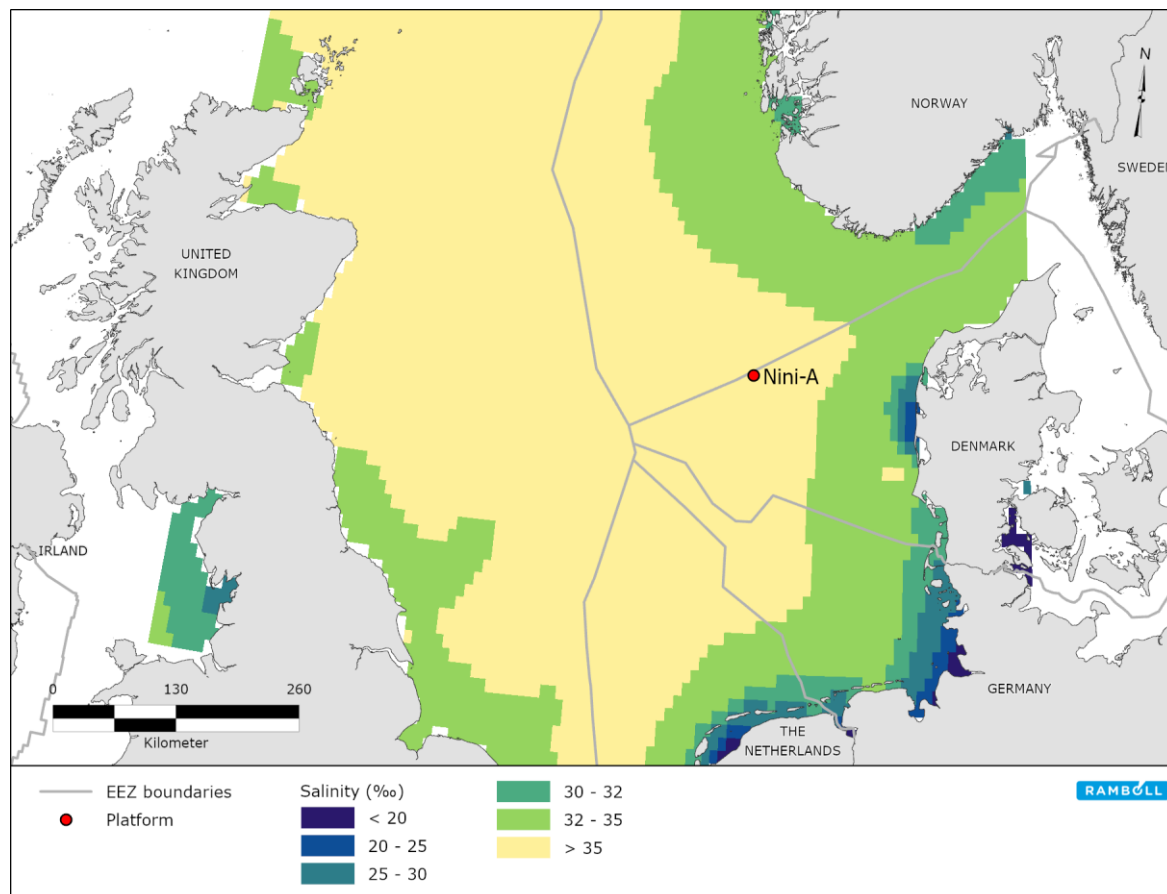 N
NORWAY
SWEDEN
UNITED
KINGDOM
Nini-A
DENMARK
IRLAND
GERMANY
THE
NETHERLANDS
0 130 260
Kilometer
EEZ boundaries
Platform
Salinity (‰)
< 20
20 - 25
25 - 30
30 - 32
32 - 35
> 35
RAMBOLL